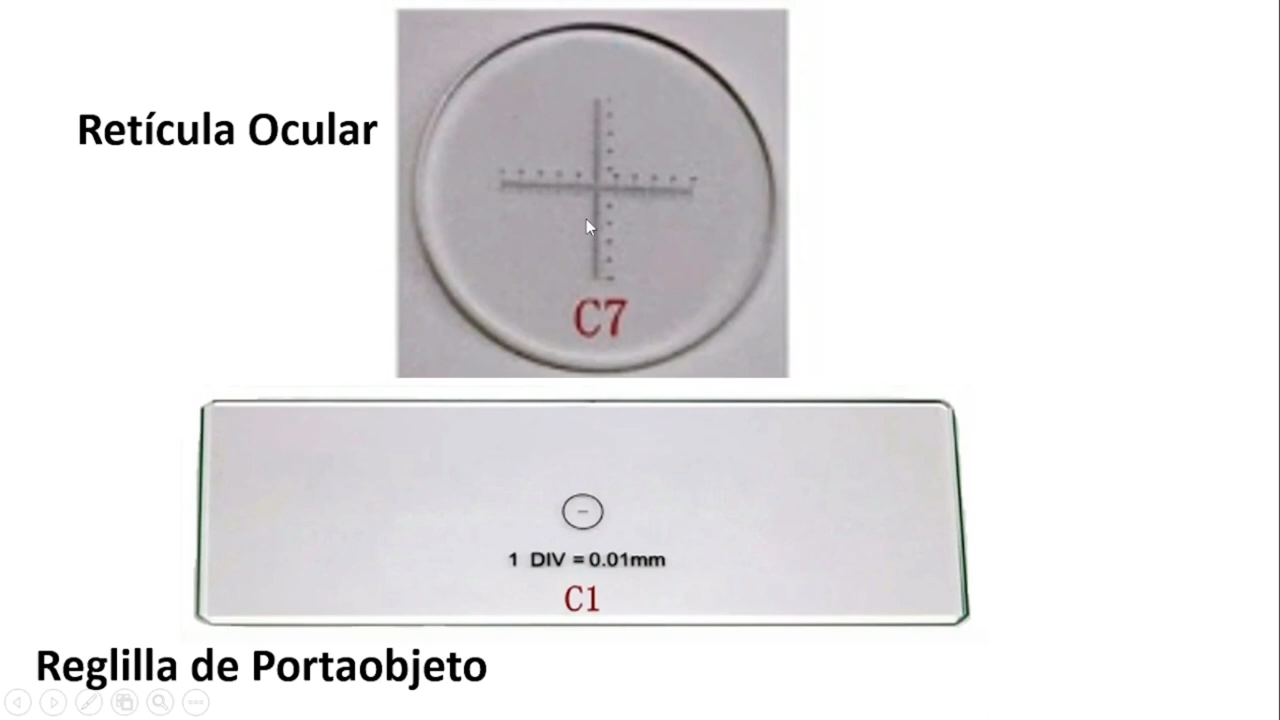 Retícula Ocular
C7
1 DIV = 0.01mm
C1
Reglilla de Portaobjeto